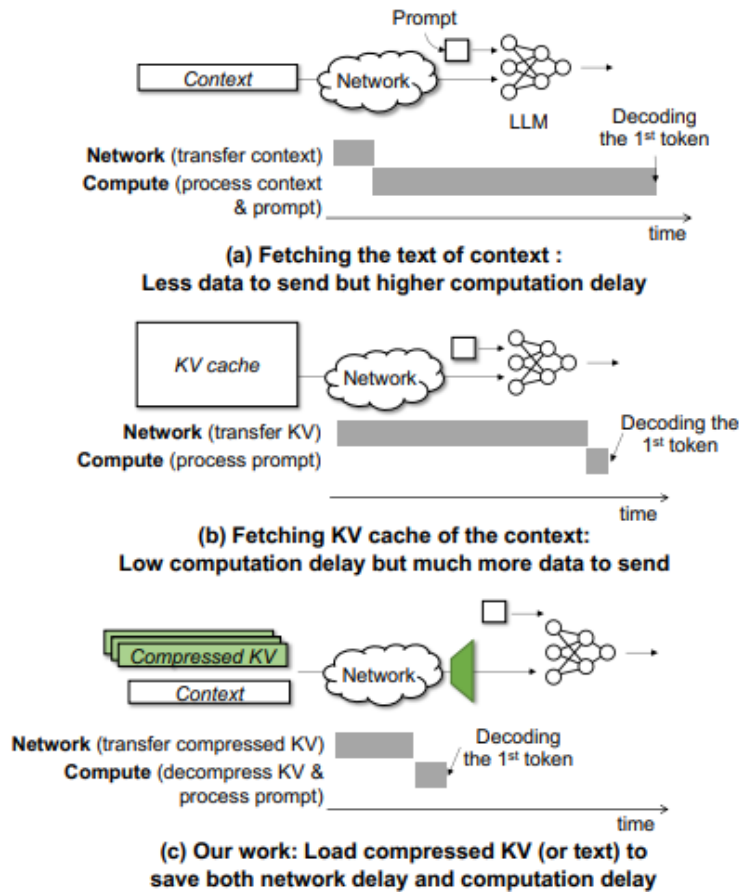 Prompt
Context
Network
LLM
Decoding
the 1st token
Network (transfer context)
Compute (process context
& prompt)
time
(a) Fetching the text of context :
Less data to send but higher computation delay
KV cache
Network
Network (transfer KV)
Compute (process prompt)
Decoding the
1st token
time
(b) Fetching KV cache of the context:
Low computation delay but much more data to send
Compressed KV
Context
Network
Network (transfer compressed KV)
Compute (decompress KV &
process prompt)
Decoding
the 1st token
time
(c) Our work: Load compressed KV (or text) to
save both network delay and computation delay